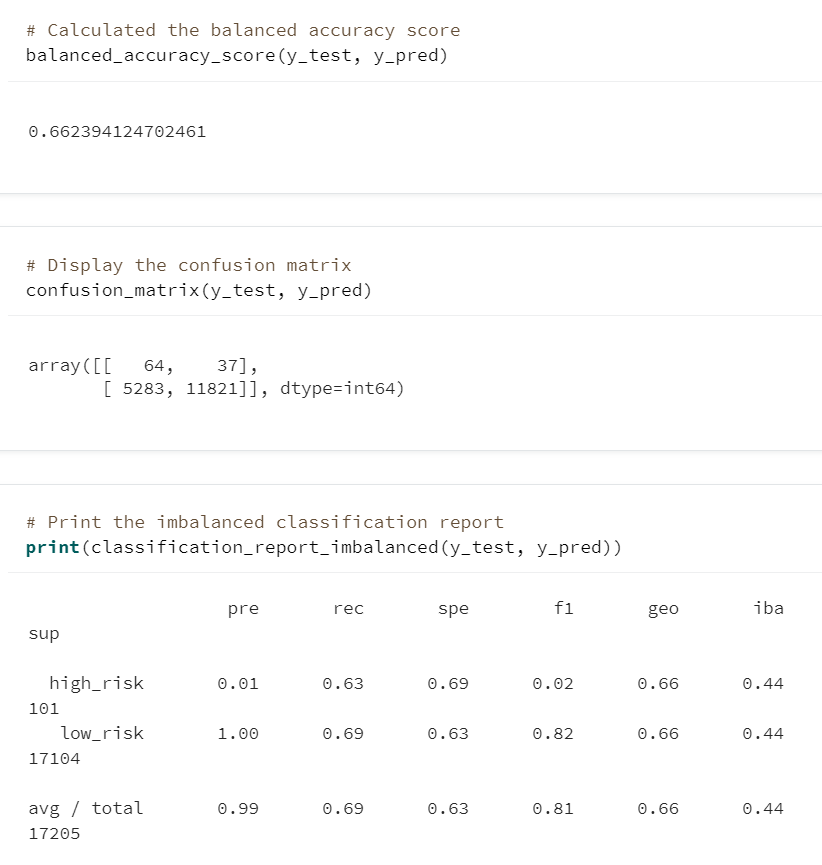 # Calculated the balanced accuracy score
balanced_accuracy_score(y_test, y_pred)
0.662394124702461
# Display the confusion matrix
confusion_matrix(y_test, y_pred)
array([[   64,    37],
       [ 5283, 11821]], dtype=int64)
# Print the imbalanced classification report
print(classification_report_imbalanced(y_test, y_pred))
                   pre       rec       spe        f1       geo       iba
sup
  high_risk       0.01      0.63      0.69      0.02      0.66      0.44
101
   low_risk       1.00      0.69      0.63      0.82      0.66      0.44
17104
avg / total       0.99      0.69      0.63      0.81      0.66      0.44
17205